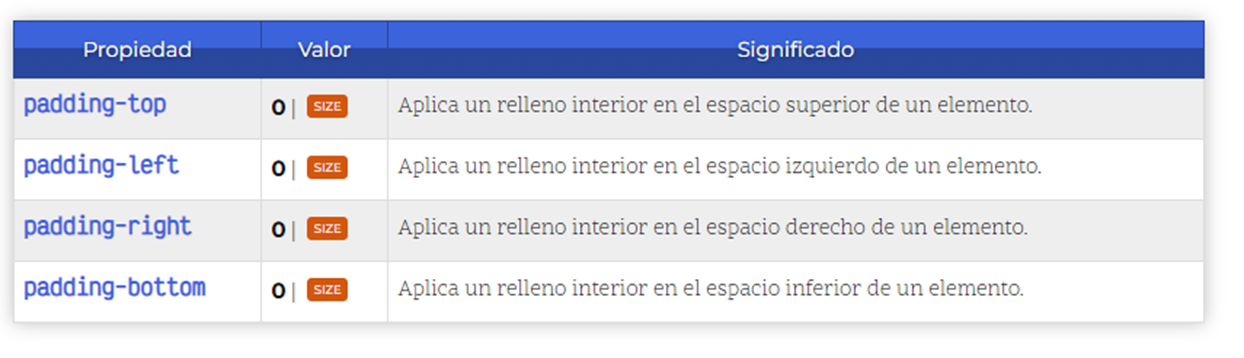 Propiedad Valor Significado
padding-top 0 | SIZE Aplica un relleno interior en el espacio superior de un elemento.
padding-left 0 | SIZE Aplica un relleno interior en el espacio izquierdo de un elemento.
padding-right 0 | SIZE Aplica un relleno interior en el espacio derecho de un elemento.
padding-bottom 0 | SIZE Aplica un relleno interior en el espacio inferior de un elemento.